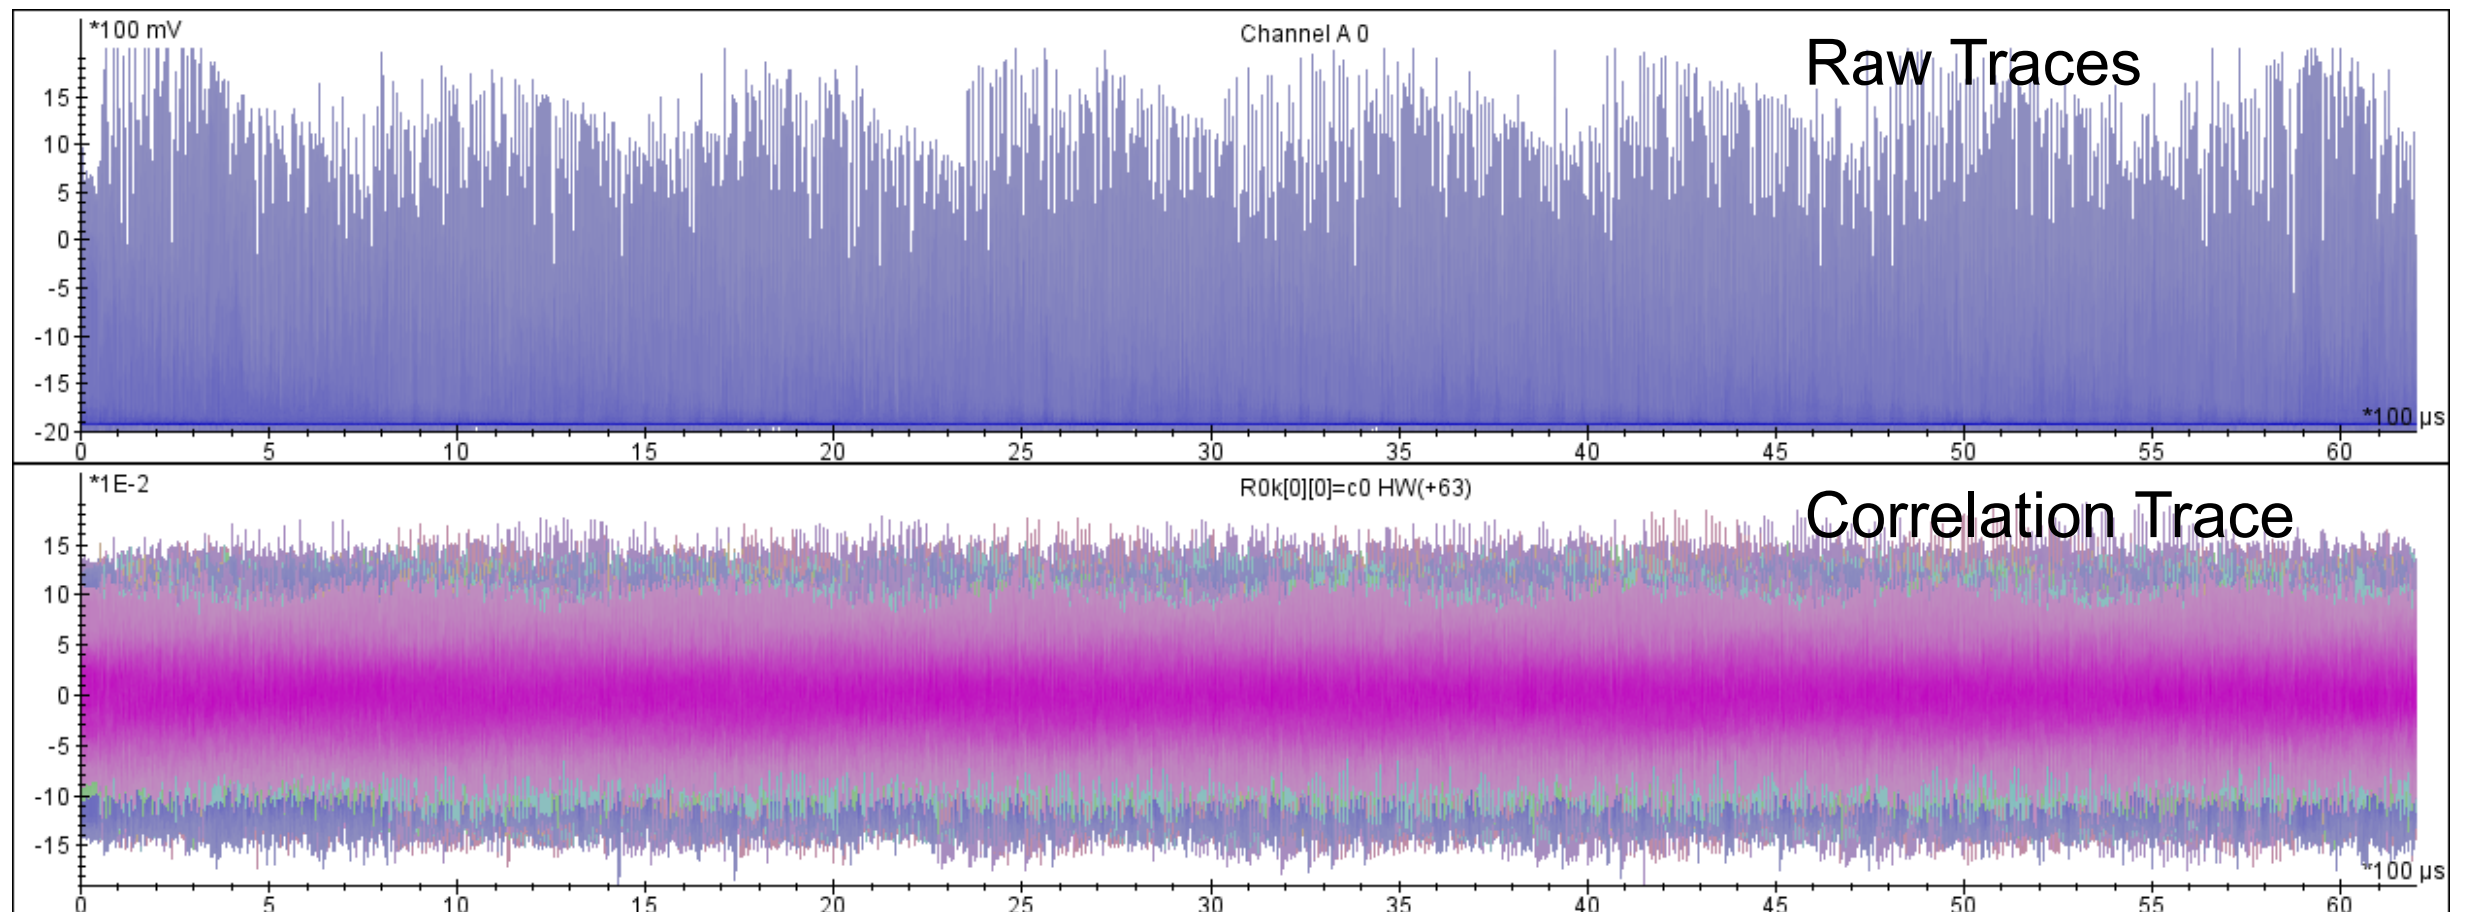 *100 mV
Channel A 0
Raw Traces
15
10
5
0
-5
-10
-15
-20
*100 µs
0 5 10 15 20 25 30 35 40 45 50 55 60
*1E-2
R0k[0][0]=c0 HW(+63)
Correlation Trace
15
10
5
0
-5
-10
-15
*100 µs
0 5 10 15 20 25 30 35 40 45 50 55 60